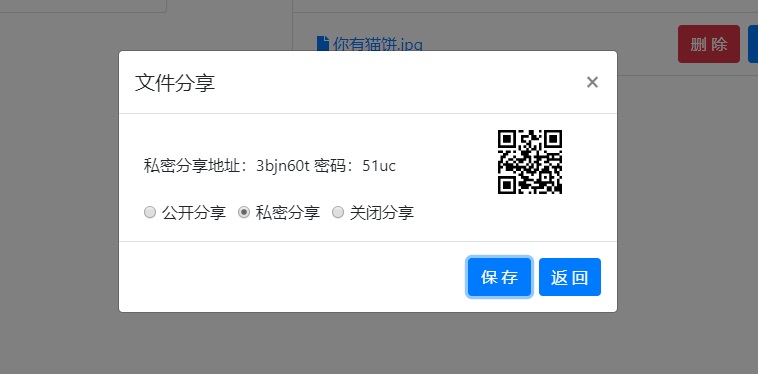 你有猫饼.jpg
删 除
文件分享
×
私密分享地址：3bjn60t 密码：51uc
公开分享 私密分享 关闭分享
保 存 返 回